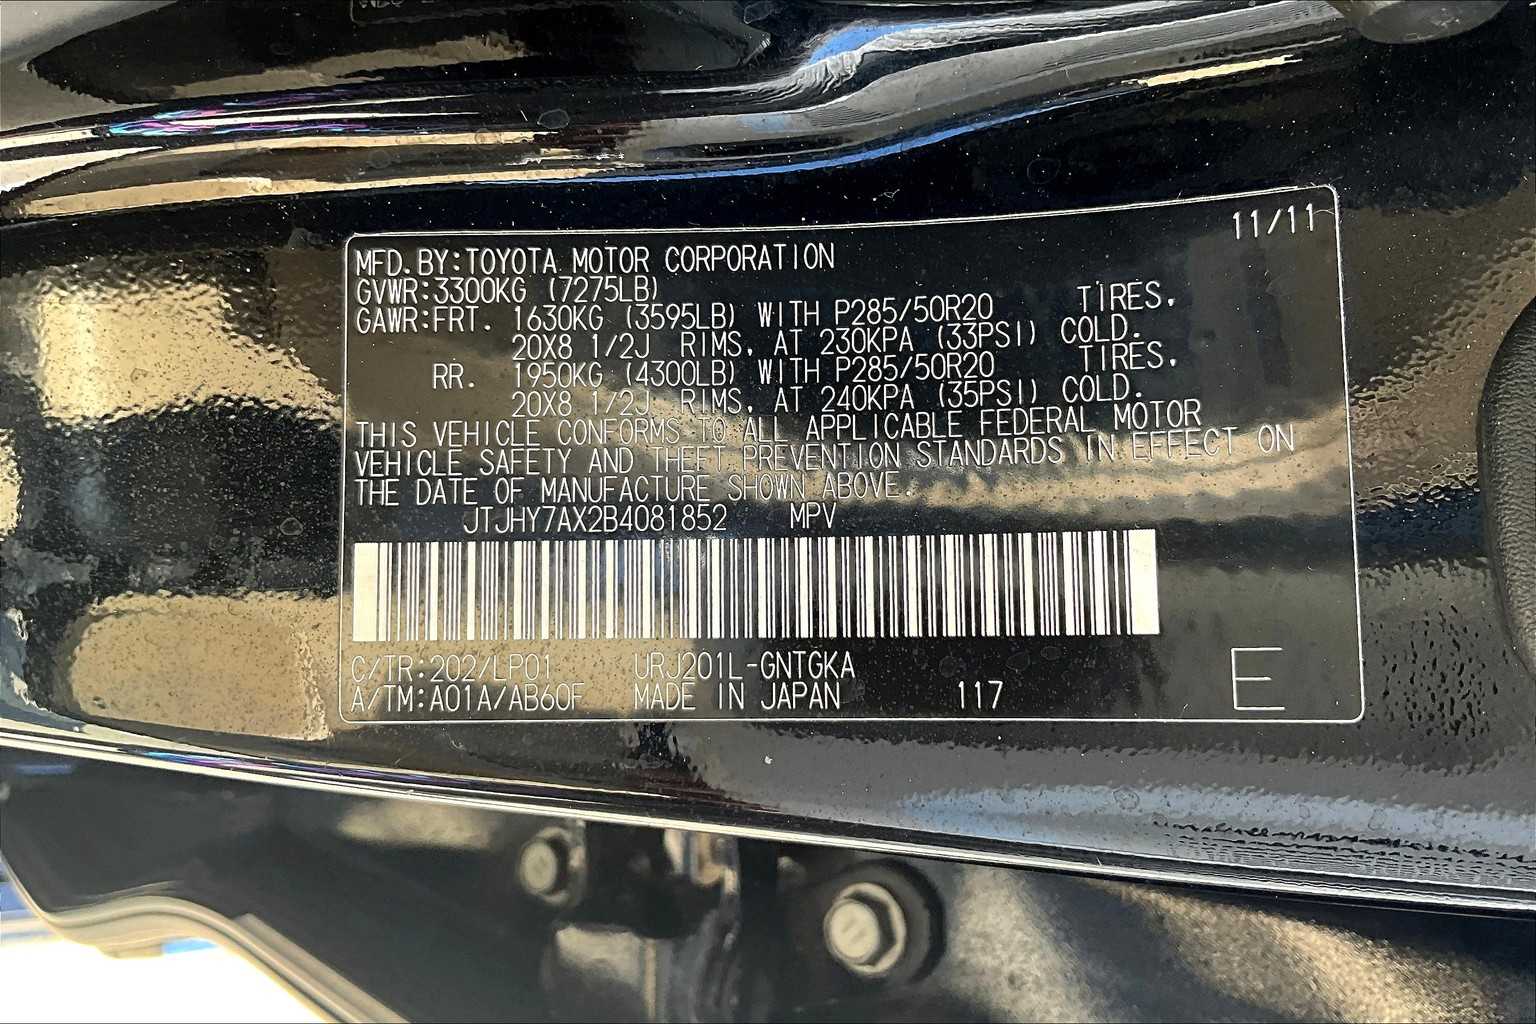 11/11
MFD. BY:TOYOTA MOTOR CORPORATION
GVWR:3300KG (7275LB)
GAWR:FRT. 1630KG (3595LB) WITH P285/50R20 TIRES,
20X8 1/2J RIMS, AT 230KPA (33PSI) COLD.
RR. 1950KG (4300LB) WITH P285/50R20 TIRES,
20X8 1/2J RIMS, AT 240KPA (35PSI) COLD.
THIS VEHICLE CONFORMS TO ALL APPLICABLE FEDERAL MOTOR
VEHICLE SAFETY AND THEFT PREVENTION STANDARDS IN EFFECT ON
THE DATE OF MANUFACTURE SHOWN ABOVE.
JTJHY7AX2B4081852 MPV
C/TR:202/LP01 URJ201L-GNTGKA
A/TM:A01A/AB60F MADE IN JAPAN 117 E